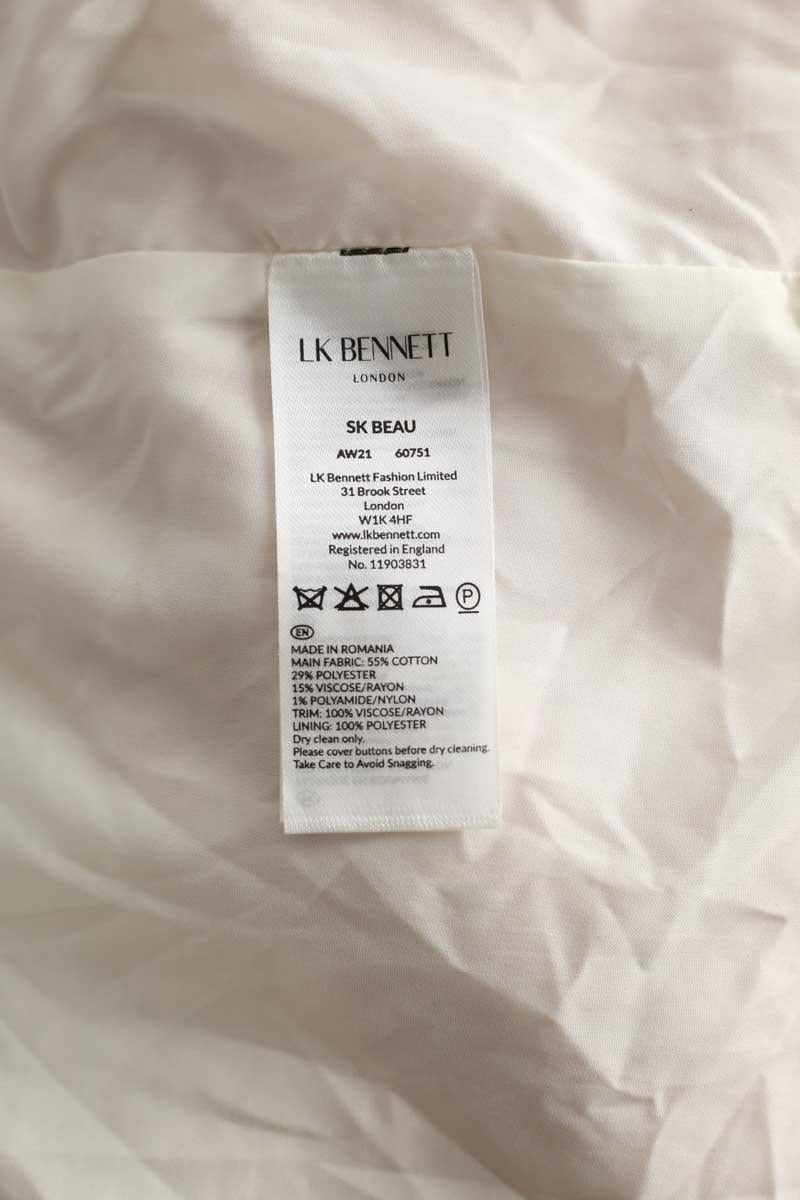 LK BENNETT
LONDON
SK BEAU
AW21 60751
LK Bennett Fashion Limited
31 Brook Street
London
W1K 4HF
www.lkbennett.com
Registered in England
No. 11903831
P
EN
MADE IN ROMANIA
MAIN FABRIC: 55% COTTON
29% POLYESTER
15% VISCOSE/RAYON
1% POLYAMIDE/NYLON
TRIM: 100% VISCOSE/RAYON
LINING: 100% POLYESTER
Dry clean only.
Please cover buttons before dry cleaning.
Take Care to Avoid Snagging.